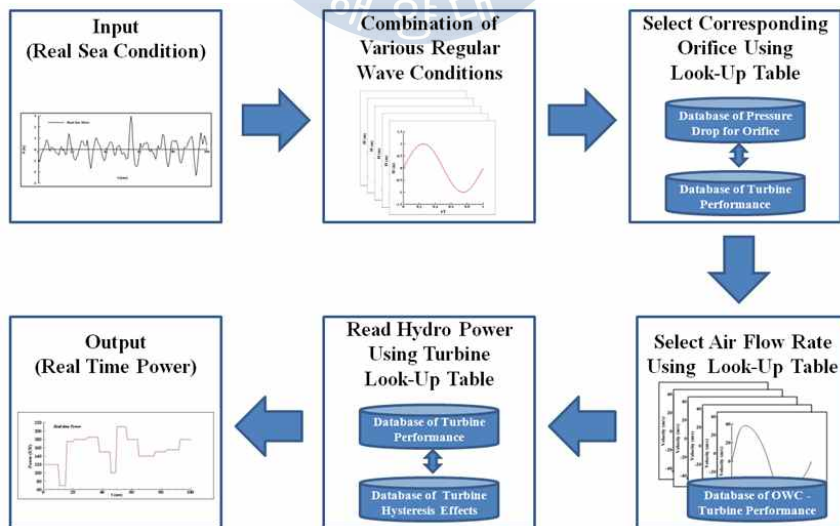 Input
(Real Sea Condition)
Combination of
Various Regular
Wave Conditions
Select Corresponding
Orifice Using
Look-Up Table
Database of Pressure
Drop for Orifice
Database of Turbine
Performance
Output
(Real Time Power)
Read Hydro Power
Using Turbine
Look-Up Table
Database of Turbine
Performance
Database of Turbine
Hysteresis Effects
Select Air Flow Rate
Using Look-Up Table
Database of OWC -
Turbine Performance